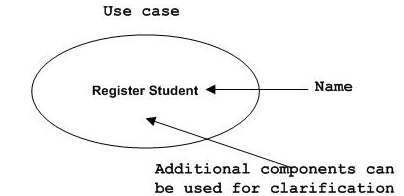 Use case
Register Student
Name
Additional components can
be used for clarification